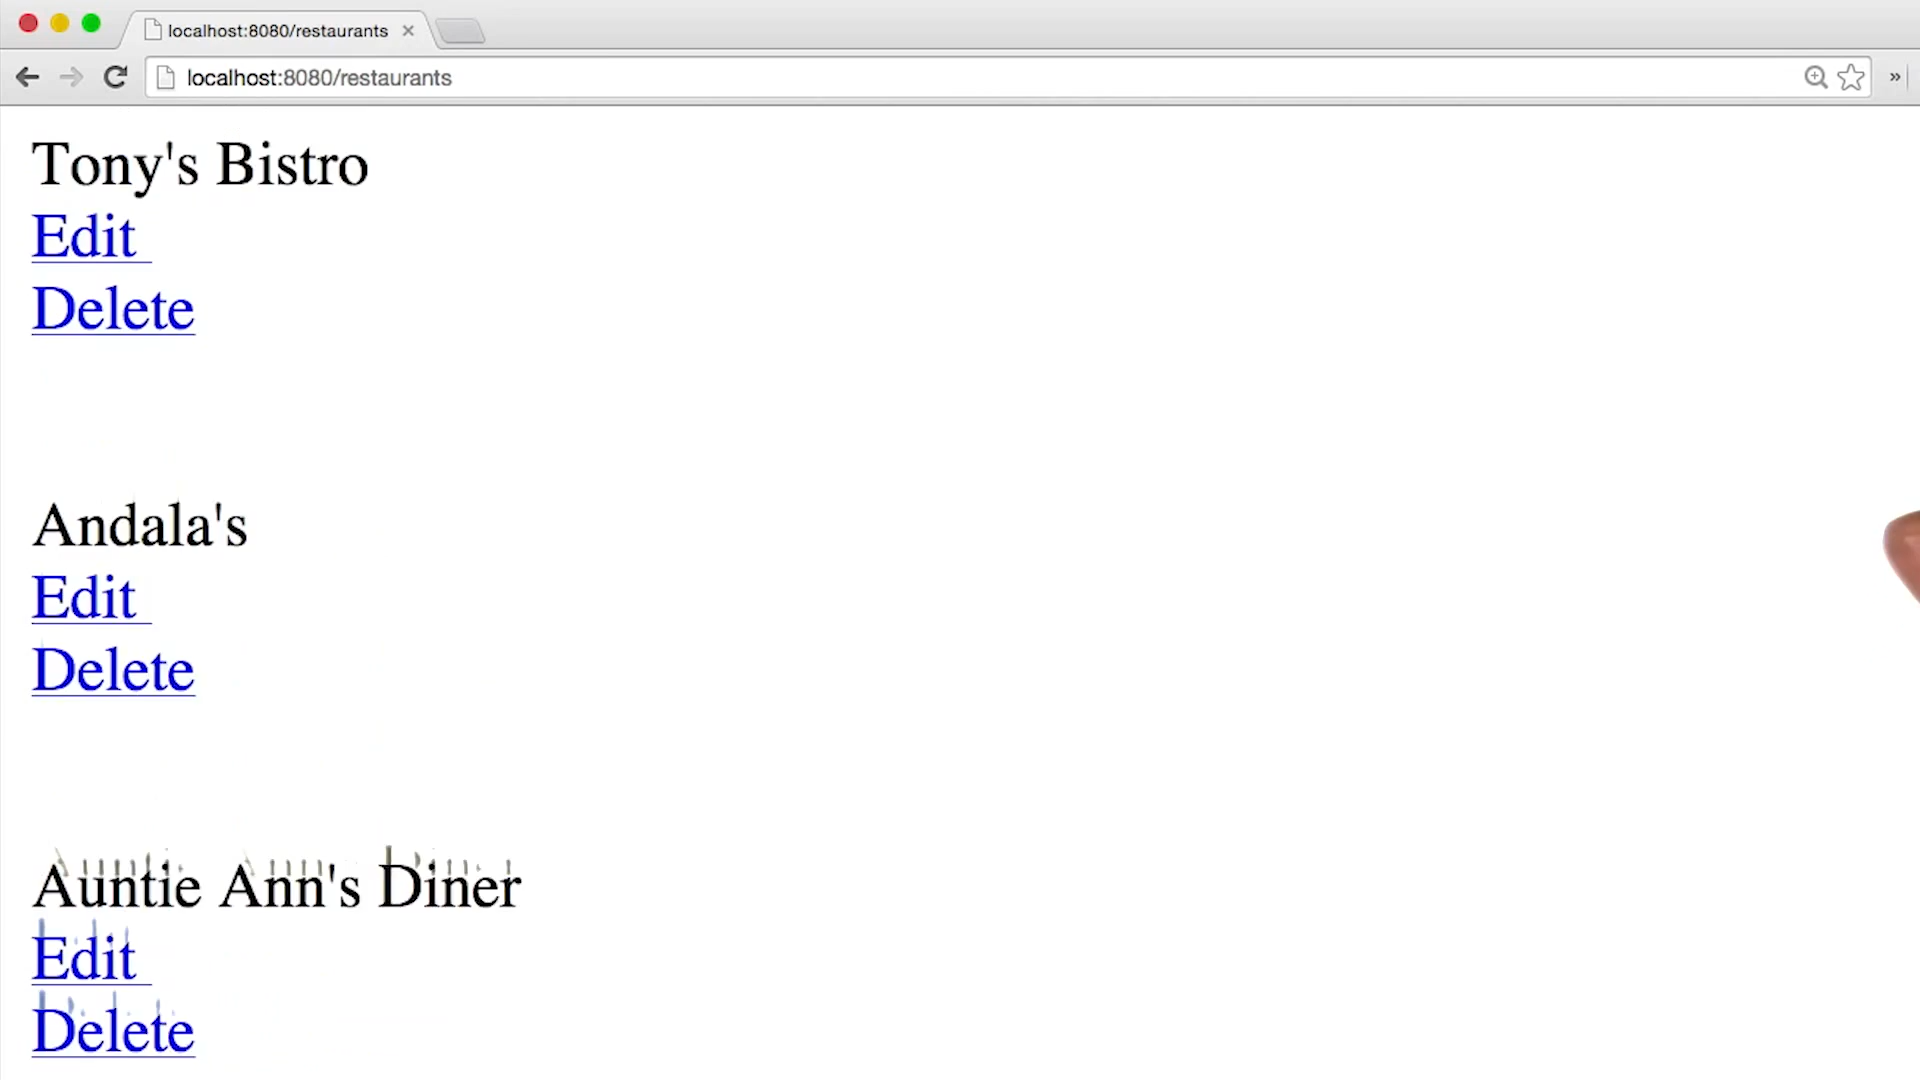 localhost:8080/restaurants
localhost:8080/restaurants
Tony's Bistro
Edit
Delete
Andala's
Edit
Delete
Auntie Ann's Diner
Edit
Delete